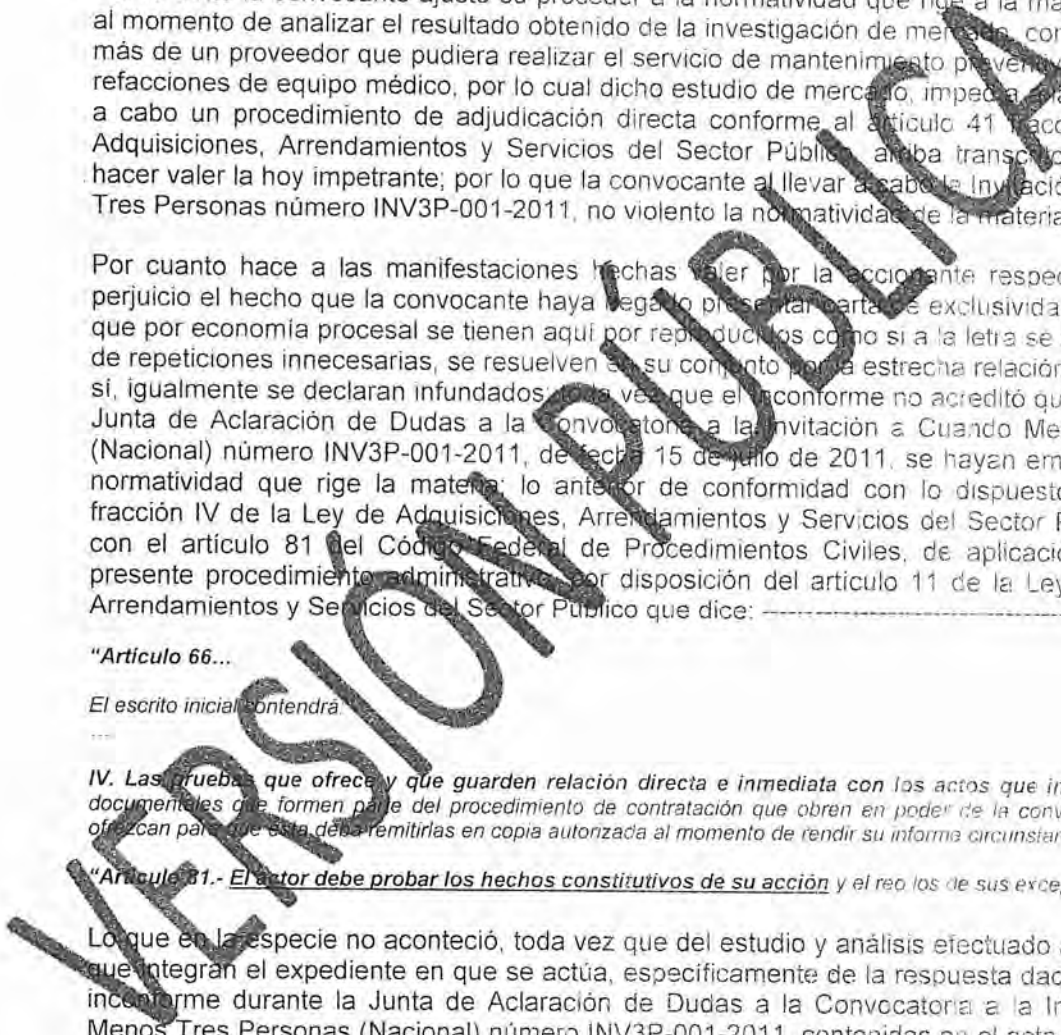 al momento de analizar el resultado obtenido de la investigación de mercado, con
más de un proveedor que pudiera realizar el servicio de mantenimiento preventivo
refacciones de equipo médico, por lo cual dicho estudio de mercado, impedía
a cabo un procedimiento de adjudicación directa conforme al artículo 41
Adquisiciones, Arrendamientos y Servicios del Sector Público, arriba transcrito
hacer valer la hoy impetrante; por lo que la convocante al llevar a cabo la Invitació
Tres Personas número INV3P-001-2011, no violento la normatividad de la materia
Por cuanto hace a las manifestaciones hechas valer por la accionante respec
perjuicio el hecho que la convocante haya presentar carta de exclusivida
que por economía procesal se tienen aquí por reproducidos como si a la letra se
de repeticiones innecesarias, se resuelven en su conjunto por la estrecha relación
sí, igualmente se declaran infundados, toda vez que el inconforme no acreditó qu
Junta de Aclaración de Dudas a la Convocatoria a la Invitación a Cuando Me
(Nacional) número INV3P-001-2011, de fecha 15 de julio de 2011, se hayan em
normatividad que rige la materia; lo anterior de conformidad con lo dispuesto
fracción IV de la Ley de Adquisiciones, Arrendamientos y Servicios del Sector P
con el artículo 81 del Código Federal de Procedimientos Civiles, de aplicació
presente procedimiento administrativo, por disposición del artículo 11 de la Ley
Arrendamientos y Servicios del Sector Público que dice: ----------------------------
"Artículo 66...
El escrito inicial contendrá:
....
IV. Las pruebas que ofrece y que guarden relación directa e inmediata con los actos que im
documentales que formen parte del procedimiento de contratación que obren en poder de la conv
ofrezcan para que ésta deba remitirlas en copia autorizada al momento de rendir su informe circunstan
"Artículo 81.- El actor debe probar los hechos constitutivos de su acción y el reo los de sus exce
Lo que en la especie no aconteció, toda vez que del estudio y análisis efectuado a
que integran el expediente en que se actúa, específicamente de la respuesta dad
inconforme durante la Junta de Aclaración de Dudas a la Convocatoria a la In
Menos Tres Personas (Nacional) número INV3P-001-2011
VERSIÓN PÚBLICA